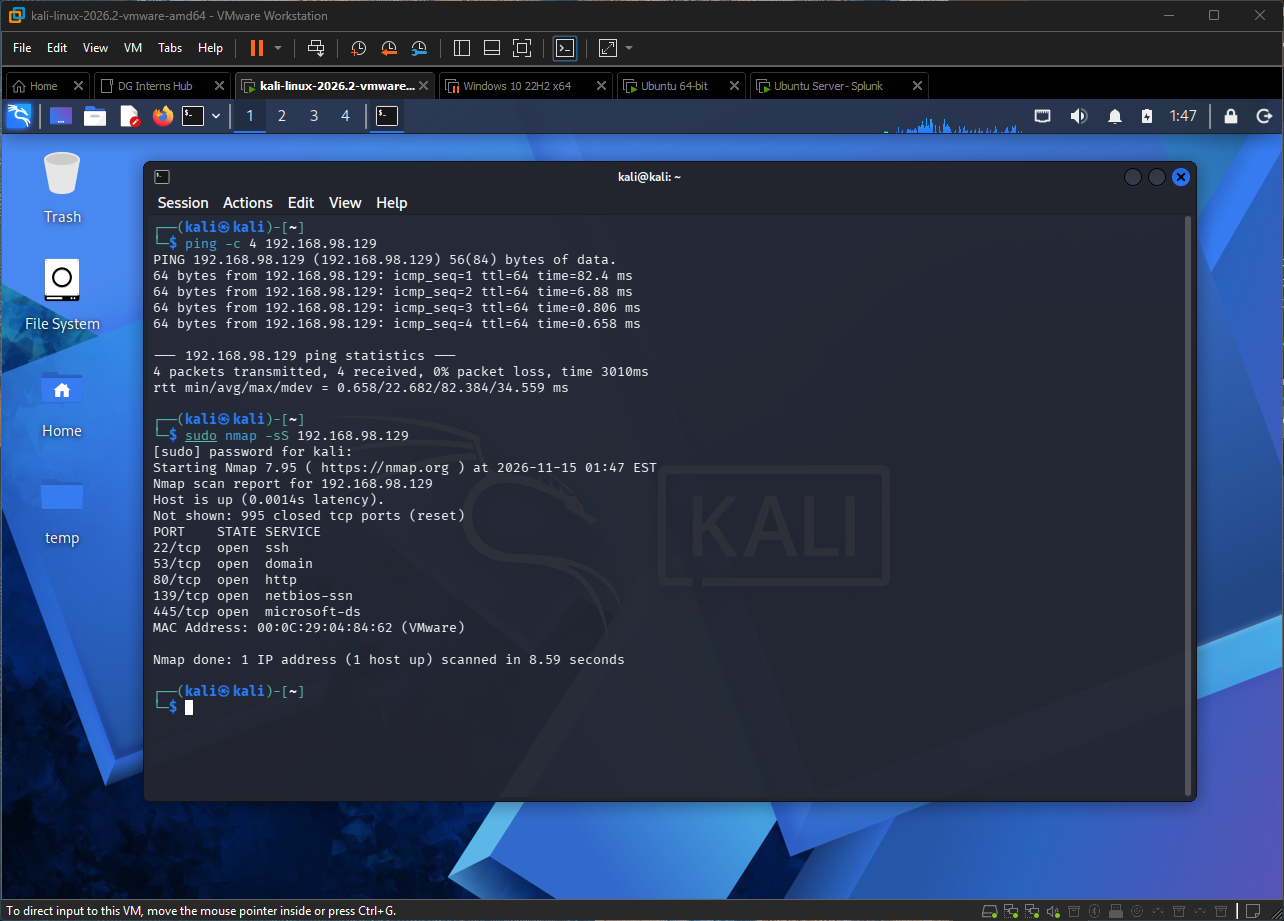 kali-linux-2026.2-vmware-amd64 - VMware Workstation
File Edit View VM Tabs Help
Home DG Interns Hub kali-linux-2026.2-vmware... Windows 10 22H2 x64 Ubuntu 64-bit Ubuntu Server- Splunk
1 2 3 4 1:47
Trash
File System
Home
temp
kali@kali: ~
Session Actions Edit View Help
┌──(kali㉿kali)-[~]
└─$ ping -c 4 192.168.98.129
PING 192.168.98.129 (192.168.98.129) 56(84) bytes of data.
64 bytes from 192.168.98.129: icmp_seq=1 ttl=64 time=82.4 ms
64 bytes from 192.168.98.129: icmp_seq=2 ttl=64 time=6.88 ms
64 bytes from 192.168.98.129: icmp_seq=3 ttl=64 time=0.806 ms
64 bytes from 192.168.98.129: icmp_seq=4 ttl=64 time=0.658 ms
--- 192.168.98.129 ping statistics ---
4 packets transmitted, 4 received, 0% packet loss, time 3010ms
rtt min/avg/max/mdev = 0.658/22.682/82.384/34.559 ms
┌──(kali㉿kali)-[~]
└─$ sudo nmap -sS 192.168.98.129
[sudo] password for kali:
Starting Nmap 7.95 ( https://nmap.org ) at 2026-11-15 01:47 EST
Nmap scan report for 192.168.98.129
Host is up (0.0014s latency).
Not shown: 995 closed tcp ports (reset)
PORT STATE SERVICE
22/tcp open ssh
53/tcp open domain
80/tcp open http
139/tcp open netbios-ssn
445/tcp open microsoft-ds
MAC Address: 00:0C:29:04:84:62 (VMware)
Nmap done: 1 IP address (1 host up) scanned in 8.59 seconds
┌──(kali㉿kali)-[~]
└─$
KALI
To direct input to this VM, move the mouse pointer inside or press Ctrl+G.